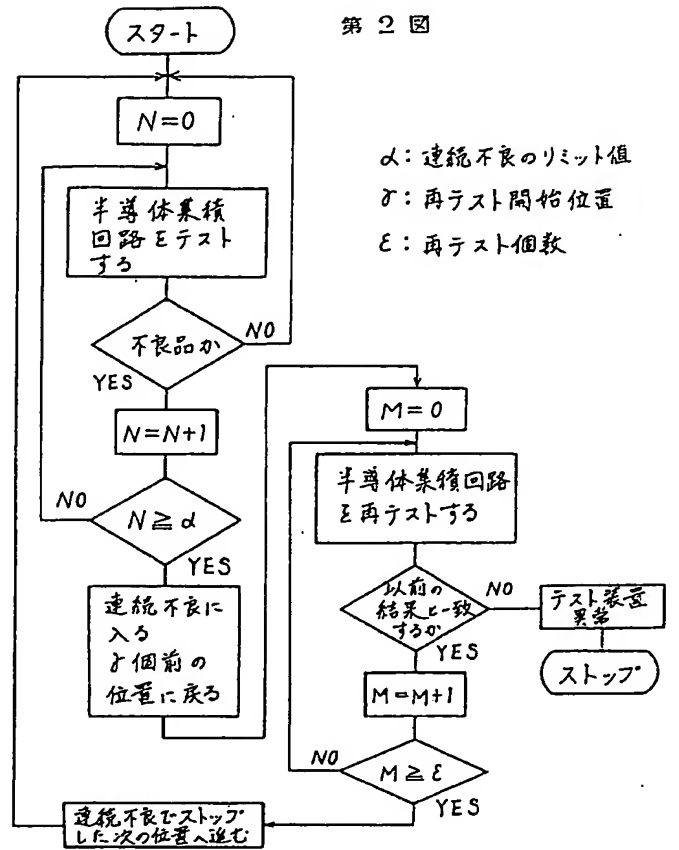 第2図
スタート
N=0
半導体集積
回路をテスト
する
不良品か
NO
YES
N=N+1
N≧α
NO
YES
連続不良に
入る
γ個前の
位置に戻る
α:連続不良のリミット値
γ:再テスト開始位置
ε:再テスト個数
M=0
半導体集積回路
を再テストする
以前の
結果と一致
するか
NO
YES
テスト装置
異常
ストップ
M=M+1
M≧ε
NO
YES
連続不良でストップ
した次の位置へ進む